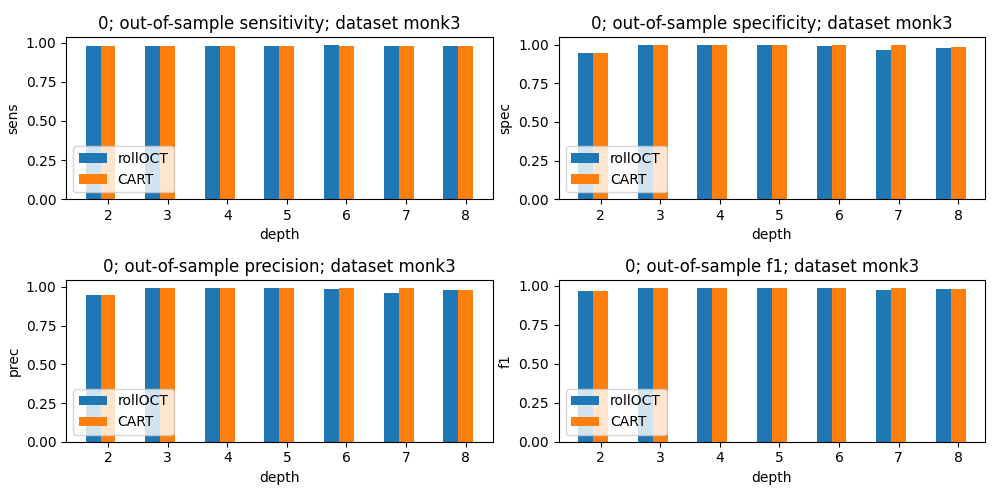 0; out-of-sample sensitivity; dataset monk3
1.00
0.75
0.50
0.25
0.00
sens
rollOCT
CART
2 3 4 5 6 7 8
depth
0; out-of-sample specificity; dataset monk3
1.00
0.75
0.50
0.25
0.00
spec
rollOCT
CART
2 3 4 5 6 7 8
depth
0; out-of-sample precision; dataset monk3
1.00
0.75
0.50
0.25
0.00
prec
rollOCT
CART
2 3 4 5 6 7 8
depth
0; out-of-sample f1; dataset monk3
1.00
0.75
0.50
0.25
0.00
f1
rollOCT
CART
2 3 4 5 6 7 8
depth